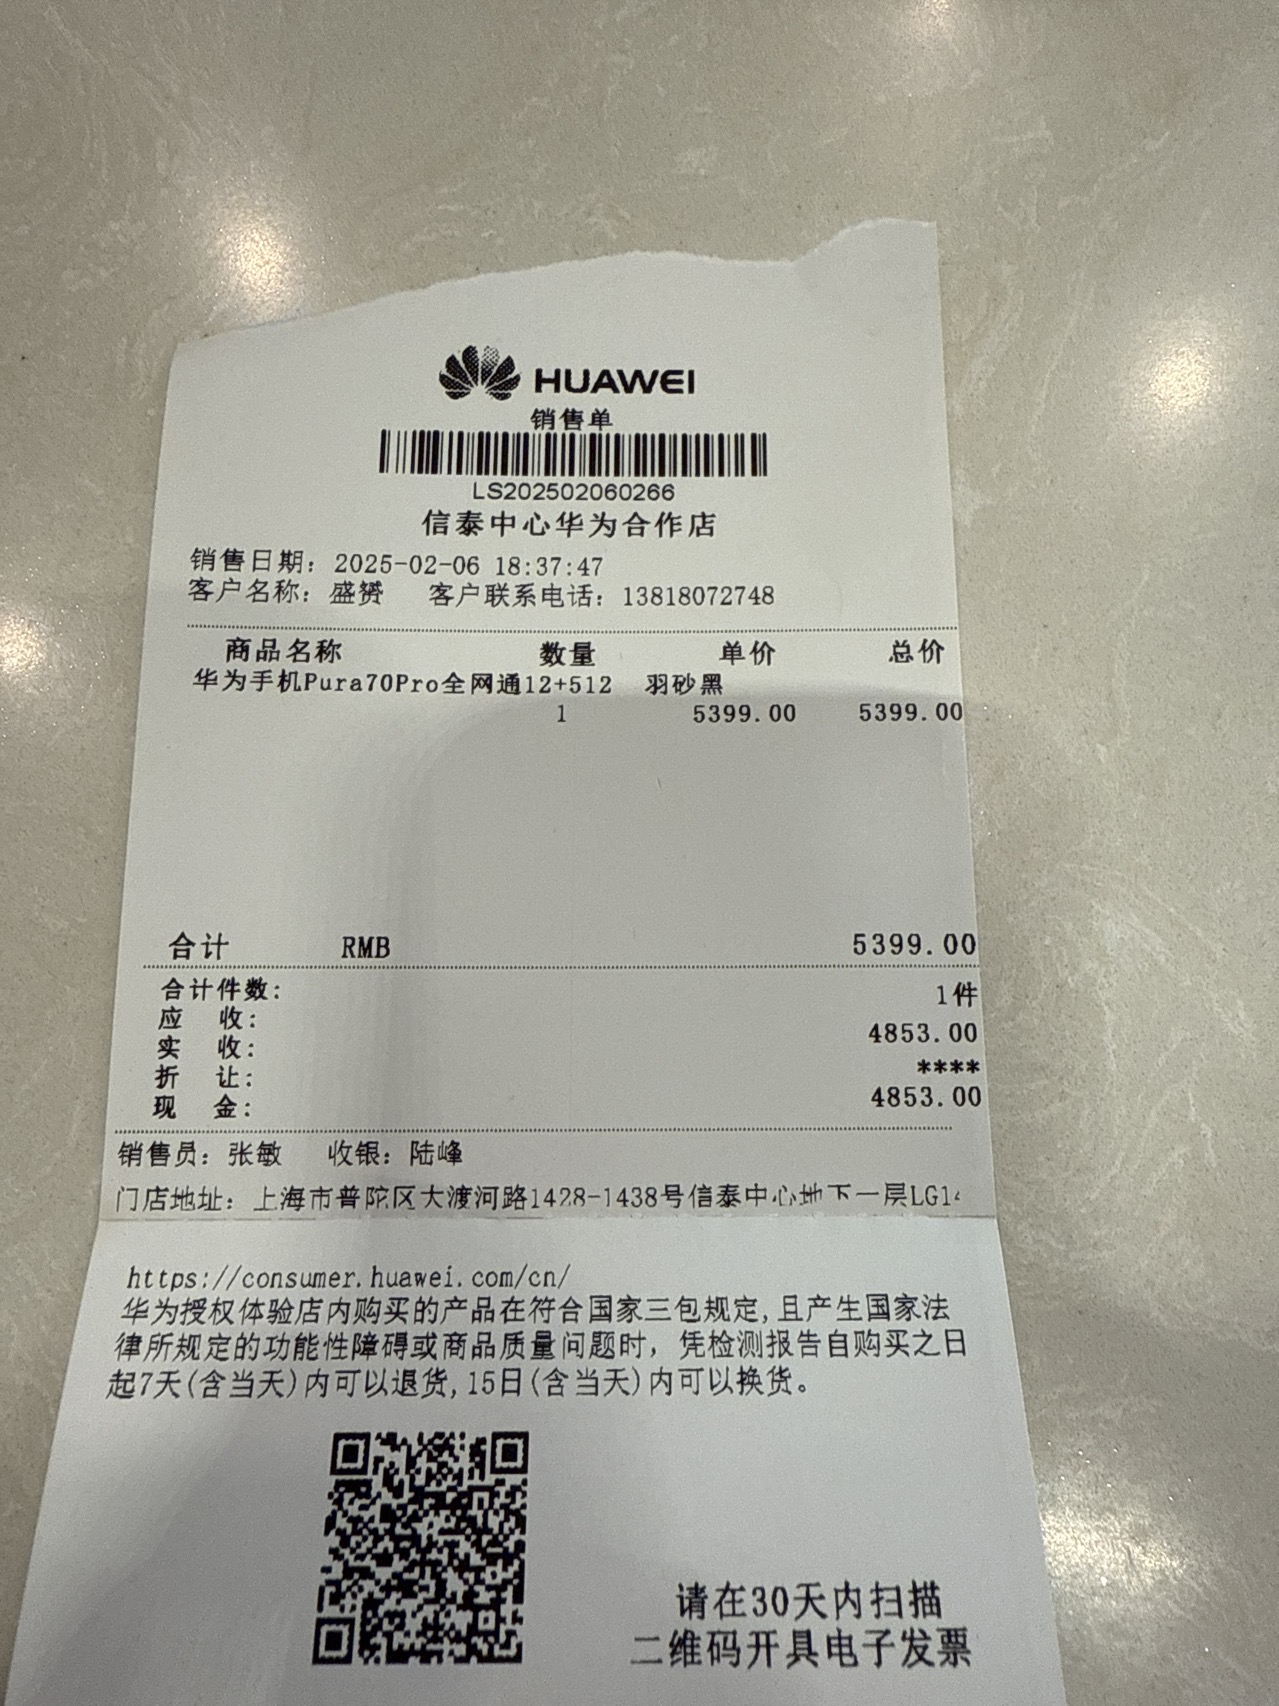 HUAWEI
销售单
LS202502060266
信泰中心华为合作店
销售日期: 2025-02-06 18:37:47
客户名称: 盛赟 客户联系电话: 13818072748
商品名称 数量 单价 总价
华为手机Pura70Pro全网通12+512 羽砂黑
1 5399.00 5399.00
合计 RMB 5399.00
合计件数: 1件
应 收: 4853.00
实 收: ****
折 让: 4853.00
现 金:
销售员: 张敏 收银: 陆峰
门店地址: 上海市普陀区大渡河路1428-1438号信泰中心地下一层LG14
https://consumer.huawei.com/cn/
华为授权体验店内购买的产品在符合国家三包规定,且产生国家法
律所规定的功能性障碍或商品质量问题时, 凭检测报告自购买之日
起7天(含当天)内可以退货,15日(含当天)内可以换货。
请在30天内扫描
二维码开具电子发票